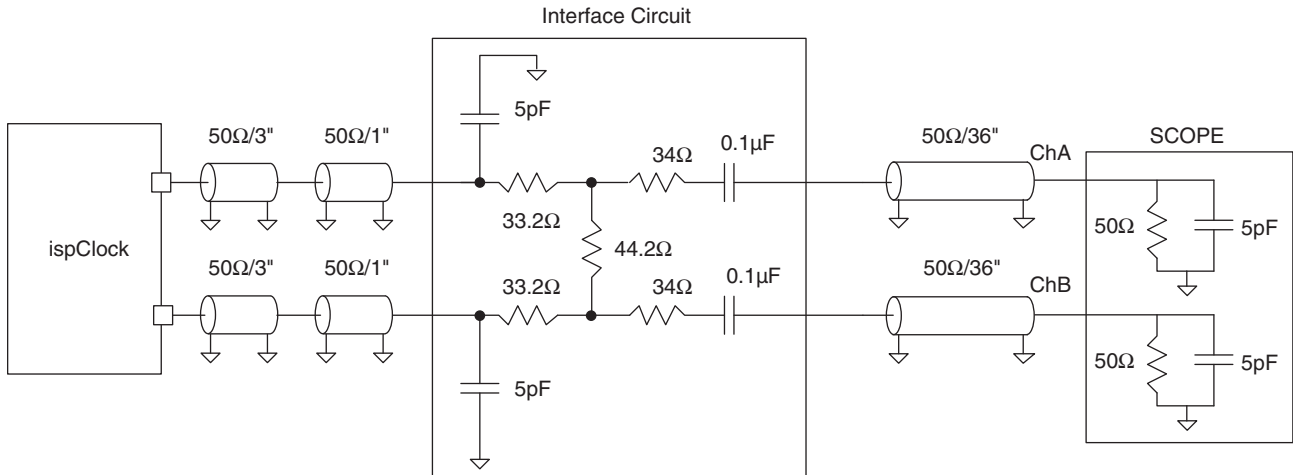 Interface Circuit
5pF
50Ω/3"
50Ω/1"
34Ω
0.1µF
50Ω/36"
ChA
SCOPE
33.2Ω
50Ω
5pF
ispClock
44.2Ω
50Ω/3"
50Ω/1"
33.2Ω
34Ω
0.1µF
50Ω/36"
ChB
50Ω
5pF
5pF